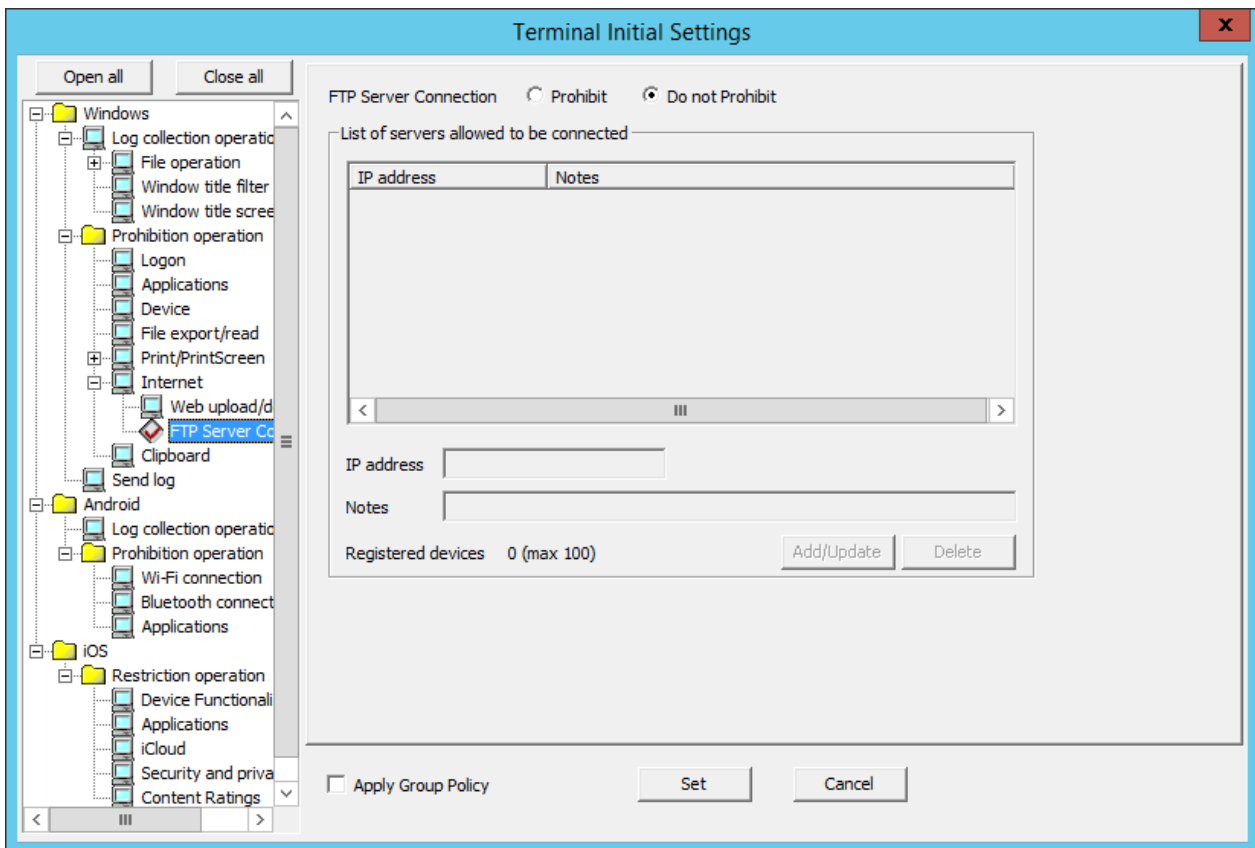 Terminal Initial Settings
x
Open all
Close all
Windows
Log collection operatio
File operation
Window title filter
Window title scree
Prohibition operation
Logon
Applications
Device
File export/read
Print/PrintScreen
Internet
Web upload/d
FTP Server Co
Clipboard
Send log
Android
Log collection operatio
Prohibition operation
Wi-Fi connection
Bluetooth connect
Applications
iOS
Restriction operation
Device Functionali
Applications
iCloud
Security and priva
Content Ratings
FTP Server Connection Prohibit Do not Prohibit
List of servers allowed to be connected
IP address Notes
IP address
Notes
Registered devices 0 (max 100) Add/Update Delete
Apply Group Policy Set Cancel